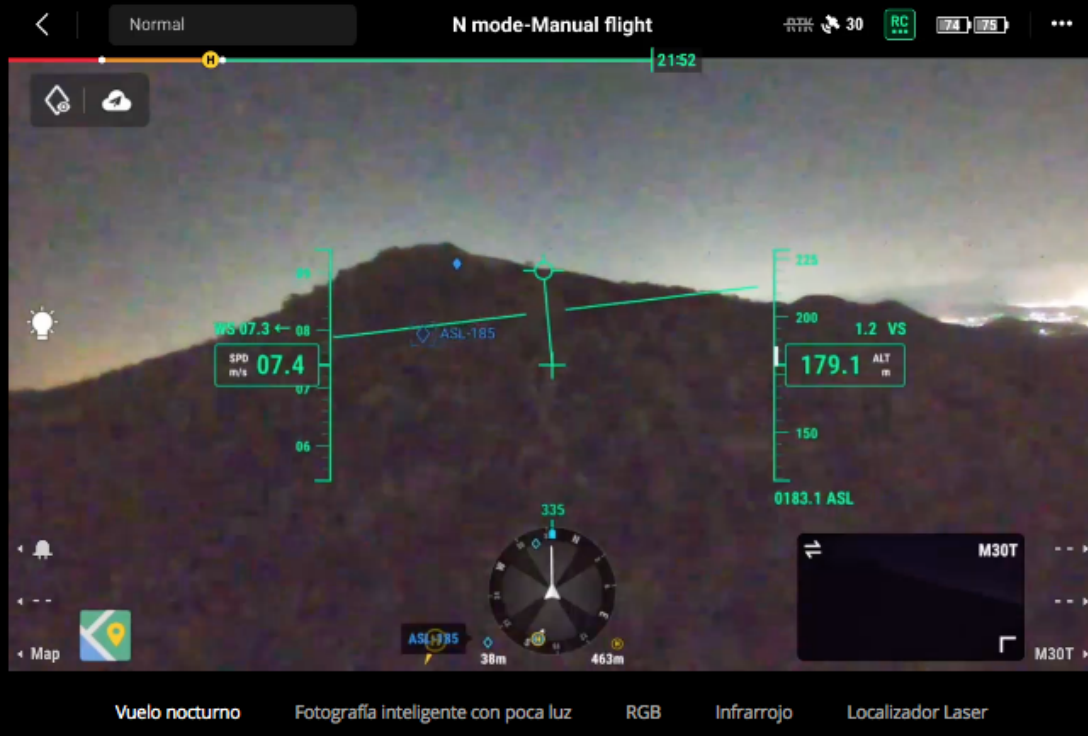 Normal
N mode-Manual flight
RTK
30
RC
74 75
H
21:52
225
WS 07.3 ← 08
200
1.2 VS
ASL-185
SPD
m/s
07.4
179.1
ALT
m
07
06
150
0183.1 ASL
335
N
W
E
S
H
M30T
- -
- -
- -
ASL-185
38m
463m
Map
M30T
Vuelo nocturno
Fotografía inteligente con poca luz
RGB
Infrarrojo
Localizador Laser